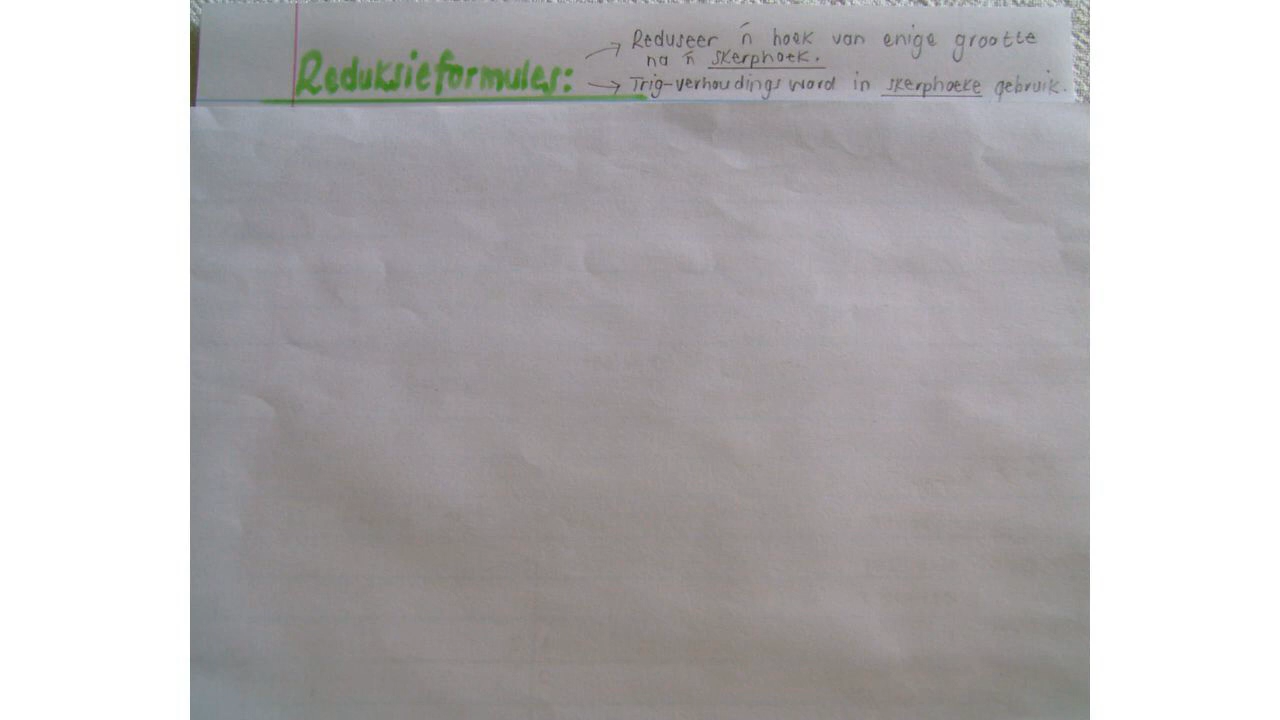 Reduksieformules:
→ Reduseer 'n hoek van enige grootte
na 'n skerphoek.
→ Trig-verhoudings word in skerphoeke gebruik.